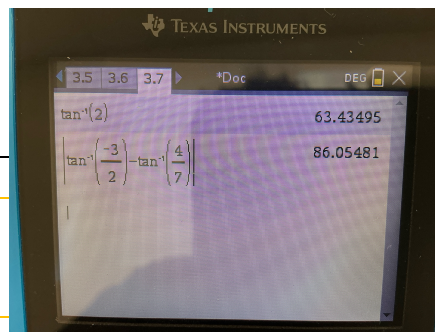 TEXAS INSTRUMENTS
3.5 3.6 3.7 *Doc DEG
tan⁻¹(2) 63.43495
|tan⁻¹(-3/2)-tan⁻¹(4/7)| 86.05481